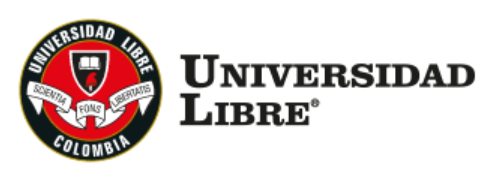 UNIVERSIDAD LIBRE
SCIENTIA
FONS
LIBERTATIS
COLOMBIA
UNIVERSIDAD
LIBRE®